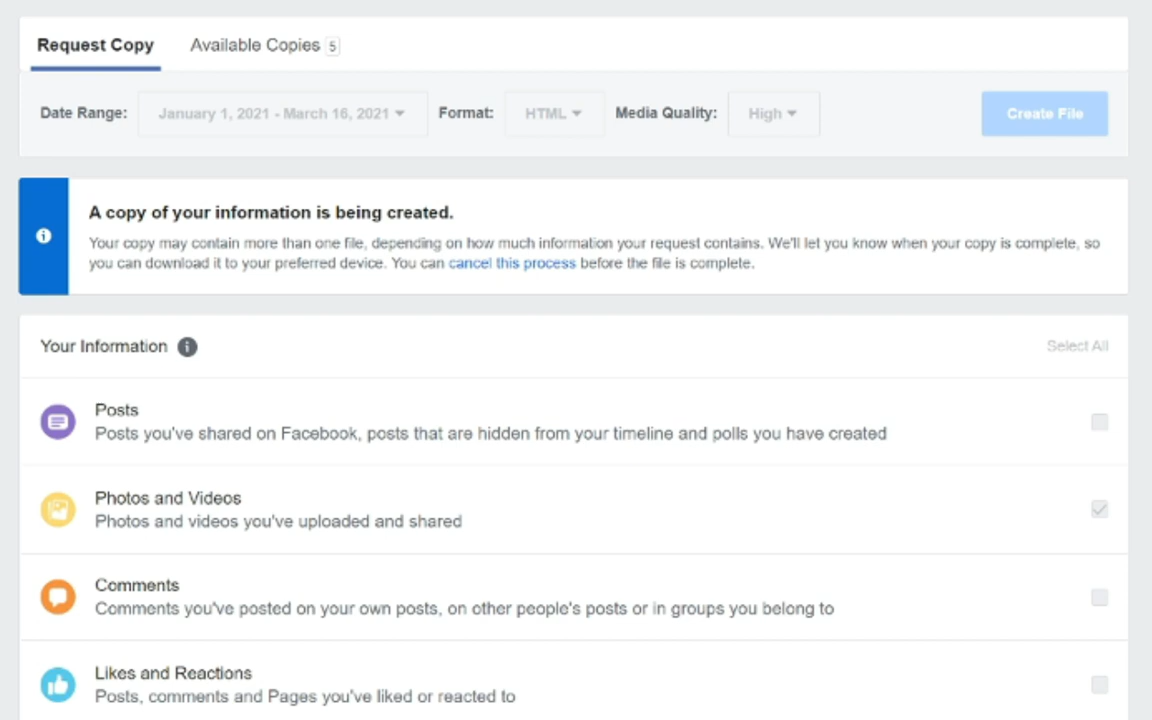 Request Copy Available Copies 5
Date Range: January 1, 2021 - March 16, 2021 Format: HTML Media Quality: High Create File
A copy of your information is being created.
Your copy may contain more than one file, depending on how much information your request contains. We'll let you know when your copy is complete, so
you can download it to your preferred device. You can cancel this process before the file is complete.
Your Information Select All
Posts
Posts you've shared on Facebook, posts that are hidden from your timeline and polls you have created
Photos and Videos
Photos and videos you've uploaded and shared
Comments
Comments you've posted on your own posts, on other people's posts or in groups you belong to
Likes and Reactions
Posts, comments and Pages you've liked or reacted to